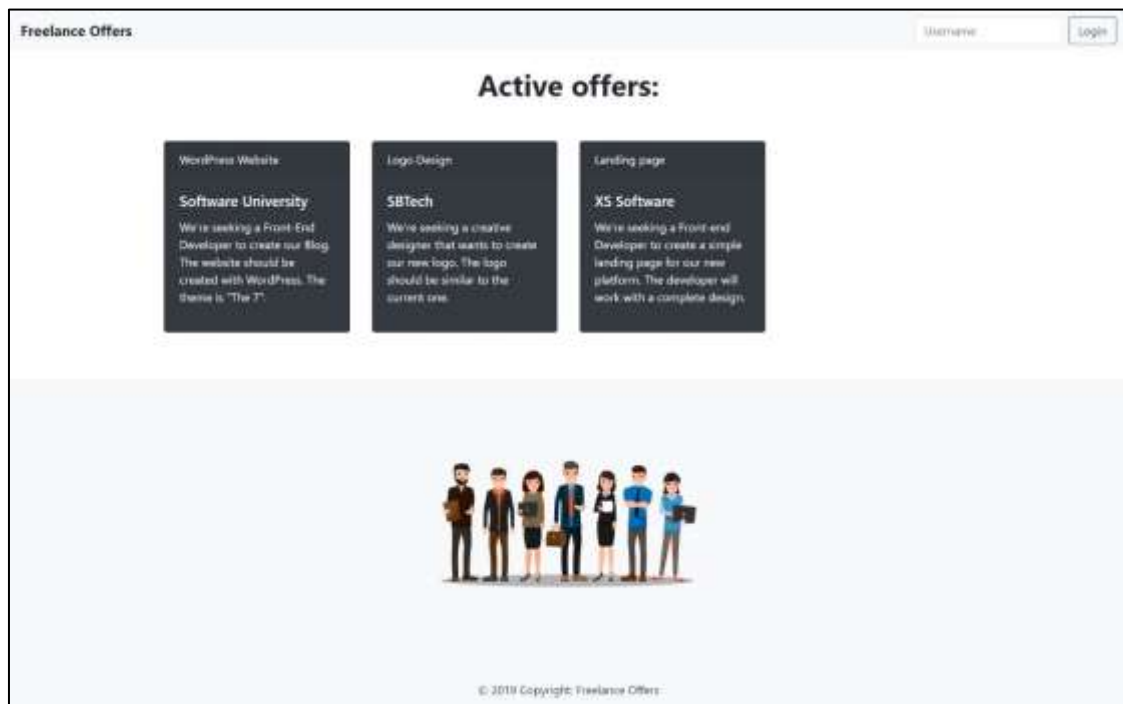 Freelance Offers
Username
Login
Active offers:
WordPress Website
Software University
We're seeking a Front-End
Developer to create our Blog.
The website should be
created with WordPress. The
theme is "The 7".
Logo Design
SBTech
We're seeking a creative
designer that wants to create
our new logo. The logo
should be similar to the
current one.
Landing page
XS Software
We're seeking a Front-end
Developer to create a simple
landing page for our new
platform. The developer will
work with a complete design.
© 2019 Copyright: Freelance Offers